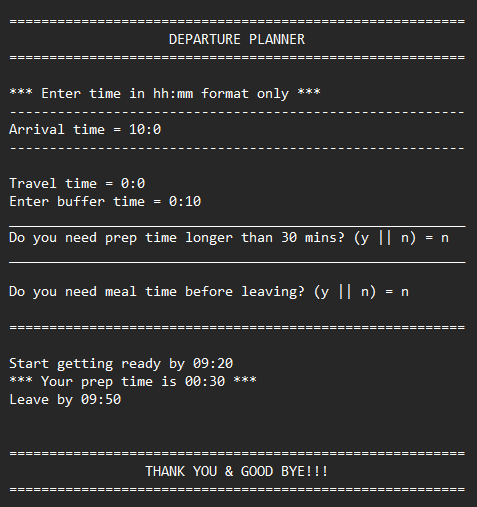 =========================================================
DEPARTURE PLANNER
=========================================================
*** Enter time in hh:mm format only ***
---------------------------------------------------------
Arrival time = 10:0
---------------------------------------------------------
Travel time = 0:0
Enter buffer time = 0:10
_________________________________________________________
Do you need prep time longer than 30 mins? (y || n) = n
_________________________________________________________
Do you need meal time before leaving? (y || n) = n
=========================================================
Start getting ready by 09:20
*** Your prep time is 00:30 ***
Leave by 09:50
=========================================================
THANK YOU & GOOD BYE!!!
=========================================================